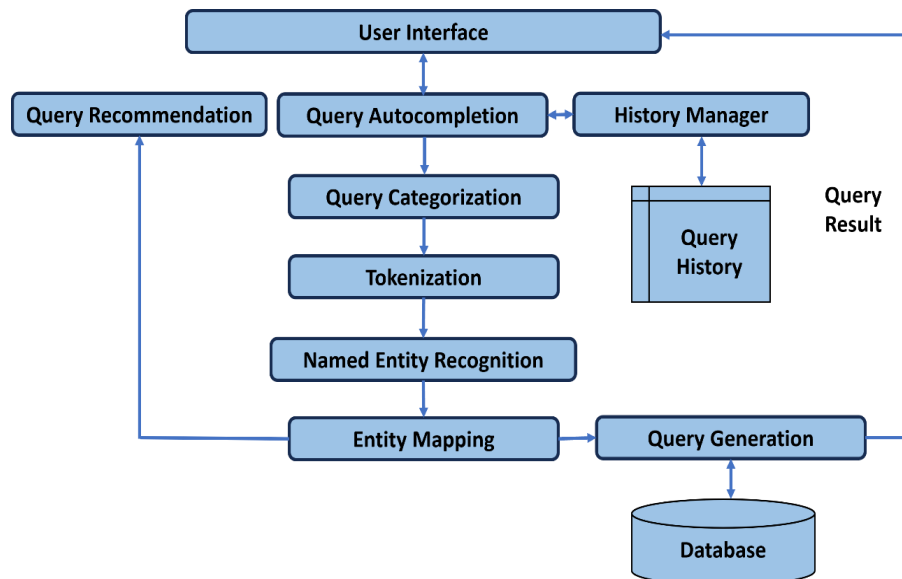 User Interface
Query Recommendation
Query Autocompletion
History Manager
Query Categorization
Query
Result
Query
History
Tokenization
Named Entity Recognition
Entity Mapping
Query Generation
Database